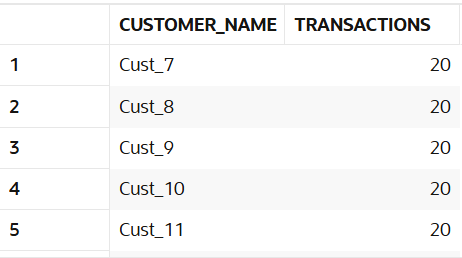 CUSTOMER_NAME TRANSACTIONS
1 Cust_7 20
2 Cust_8 20
3 Cust_9 20
4 Cust_10 20
5 Cust_11 20